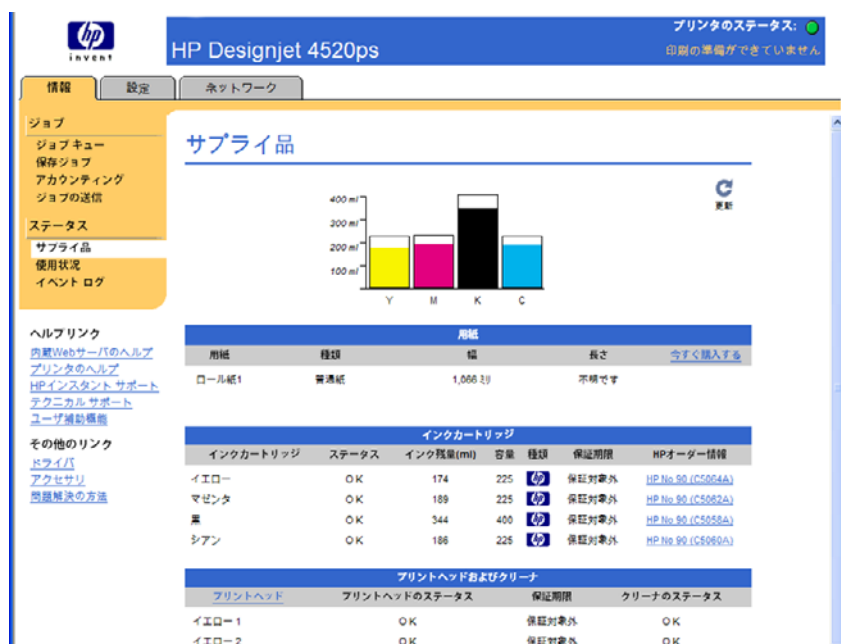 hp
invent
HP Designjet 4520ps
プリンタのステータス:
印刷の準備ができていません
情報
設定
ネットワーク
ジョブ
ジョブ キュー
保存ジョブ
アカウンティング
ジョブの送信
ステータス
サプライ品
使用状況
イベント ログ
ヘルプリンク
内蔵Webサーバのヘルプ
プリンタのヘルプ
HPインスタント サポート
テクニカル サポート
ユーザ補助機能
その他のリンク
ドライバ
アクセサリ
問題解決の方法
サプライ品
更新
400 ml
300 ml
200 ml
100 ml
Y M K C
用紙
用紙 種類 幅 長さ 今すぐ購入する
ロール紙1 普通紙 1,066 ミリ 不明です
インクカートリッジ
インクカートリッジ ステータス インク残量(ml) 容量 種類 保証期限 HPオーダー情報
イエロー OK 174 225 hp 保証対象外 HP No 90 (C5064A)
マゼンタ OK 189 225 hp 保証対象外 HP No 90 (C5062A)
黒 OK 344 400 hp 保証対象外 HP No 90 (C5058A)
シアン OK 186 225 hp 保証対象外 HP No 90 (C5060A)
プリントヘッドおよびクリーナ
プリントヘッド プリントヘッドのステータス 保証期限 クリーナのステータス
イエロー1 OK 保証対象外 OK
イエロー2 OK 保証対象外 OK